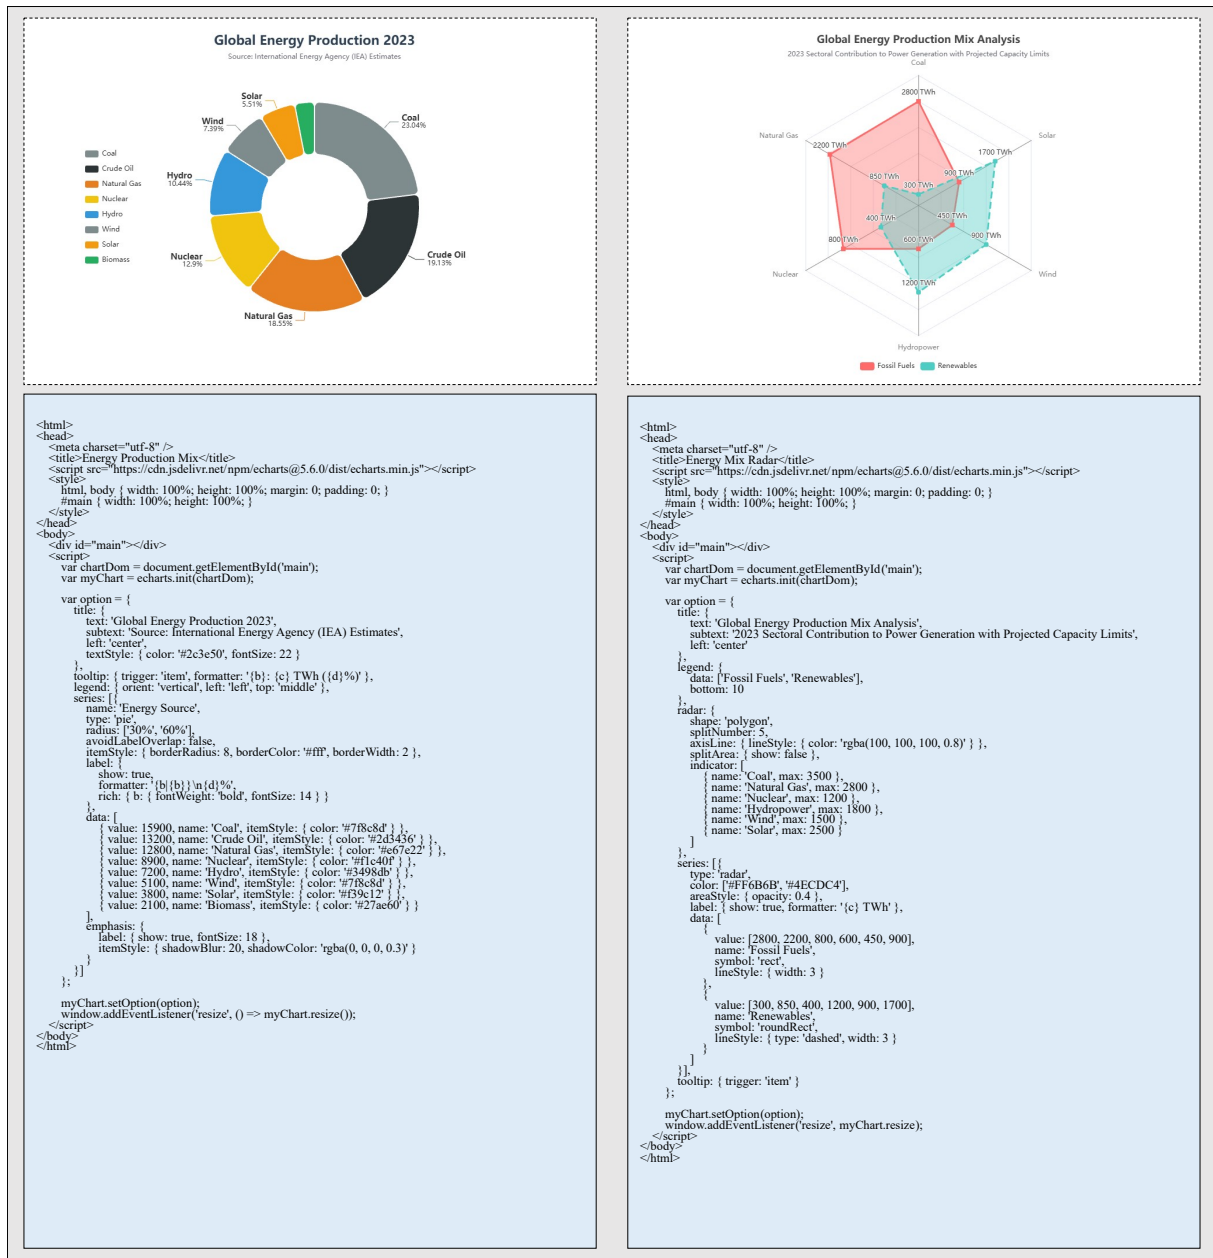 Global Energy Production 2023
Source: International Energy Agency (IEA) Estimates
Coal
Crude Oil
Natural Gas
Nuclear
Hydro
Wind
Solar
Biomass
Solar
5.51%
Wind
7.39%
Hydro
10.44%
Nuclear
12.9%
Natural Gas
18.55%
Coal
23.04%
Crude Oil
19.13%
Global Energy Production Mix Analysis
2023 Sectoral Contribution to Power Generation with Projected Capacity Limits
Coal
2800 TWh
Natural Gas
2200 TWh
Solar
1700 TWh
850 TWh
300 TWh
900 TWh
400 TWh
450 TWh
800 TWh
600 TWh
900 TWh
Nuclear
Wind
1200 TWh
Hydropower
Fossil Fuels
Renewables
<html>
<head>
<meta charset="utf-8" />
<title>Energy Production Mix</title>
<script src="https://cdn.jsdelivr.net/npm/echarts@5.6.0/dist/echarts.min.js"></script>
<style>
html, body { width: 100%; height: 100%; margin: 0; padding: 0; }
#main { width: 100%; height: 100%; }
</style>
</head>
<body>
<div id="main"></div>
<script>
var chartDom = document.getElementById('main');
var myChart = echarts.init(chartDom);
var option = {
title: {
text: 'Global Energy Production 2023',
subtext: 'Source: International Energy Agency (IEA) Estimates',
left: 'center',
textStyle: { color: '#2c3e50', fontSize: 22 }
},
tooltip: { trigger: 'item', formatter: '{b}: {c} TWh ({d}%)' },
legend: { orient: 'vertical', left: 'left', top: 'middle' },
series: [{
name: 'Energy Source',
type: 'pie',
radius: ['30%', '60%'],
avoidLabelOverlap: false,
itemStyle: { borderRadius: 8, borderColor: '#fff', borderWidth: 2 },
label: {
show: true,
formatter: '{b|{b}}\n{d}%',
rich: { b: { fontWeight: 'bold', fontSize: 14 } }
},
data: [
{ value: 15900, name: 'Coal', itemStyle: { color: '#7f8c8d' } },
{ value: 13200, name: 'Crude Oil', itemStyle: { color: '#2d3436' } },
{ value: 12800, name: 'Natural Gas', itemStyle: { color: '#e67e22' } },
{ value: 8900, name: 'Nuclear', itemStyle: { color: '#f1c40f' } },
{ value: 7200, name: 'Hydro', itemStyle: { color: '#3498db' } },
{ value: 5100, name: 'Wind', itemStyle: { color: '#7f8c8d' } },
{ value: 3800, name: 'Solar', itemStyle: { color: '#f39c12' } },
{ value: 2100, name: 'Biomass', itemStyle: { color: '#27ae60' } }
],
emphasis: {
label: { show: true, fontSize: 18 },
itemStyle: { shadowBlur: 20, shadowColor: 'rgba(0, 0, 0, 0.3)' }
}
}]
};
myChart.setOption(option);
window.addEventListener('resize', () => myChart.resize());
</script>
</body>
</html>
<html>
<head>
<meta charset="utf-8" />
<title>Energy Mix Radar</title>
<script src="https://cdn.jsdelivr.net/npm/echarts@5.6.0/dist/echarts.min.js"></script>
<style>
html, body { width: 100%; height: 100%; margin: 0; padding: 0; }
#main { width: 100%; height: 100%; }
</style>
</head>
<body>
<div id="main"></div>
<script>
var chartDom = document.getElementById('main');
var myChart = echarts.init(chartDom);
var option = {
title: {
text: 'Global Energy Production Mix Analysis',
subtext: '2023 Sectoral Contribution to Power Generation with Projected Capacity Limits',
left: 'center'
},
legend: {
data: ['Fossil Fuels', 'Renewables'],
bottom: 10
},
radar: {
shape: 'polygon',
splitNumber: 5,
axisLine: { lineStyle: { color: 'rgba(100, 100, 100, 0.8)' } },
splitArea: { show: false },
indicator: [
{ name: 'Coal', max: 3500 },
{ name: 'Natural Gas', max: 2800 },
{ name: 'Nuclear', max: 1200 },
{ name: 'Hydropower', max: 1800 },
{ name: 'Wind', max: 1500 },
{ name: 'Solar', max: 2500 }
]
},
series: [{
type: 'radar',
color: ['#FF6B6B', '#4ECDC4'],
areaStyle: { opacity: 0.4 },
label: { show: true, formatter: '{c} TWh' },
data: [
{
value: [2800, 2200, 800, 600, 450, 900],
name: 'Fossil Fuels',
symbol: 'rect',
lineStyle: { width: 3 }
},
{
value: [300, 850, 400, 1200, 900, 1700],
name: 'Renewables',
symbol: 'roundRect',
lineStyle: { type: 'dashed', width: 3 }
}
]
}],
tooltip: { trigger: 'item' }
};
myChart.setOption(option);
window.addEventListener('resize', myChart.resize);
</script>
</body>
</html>